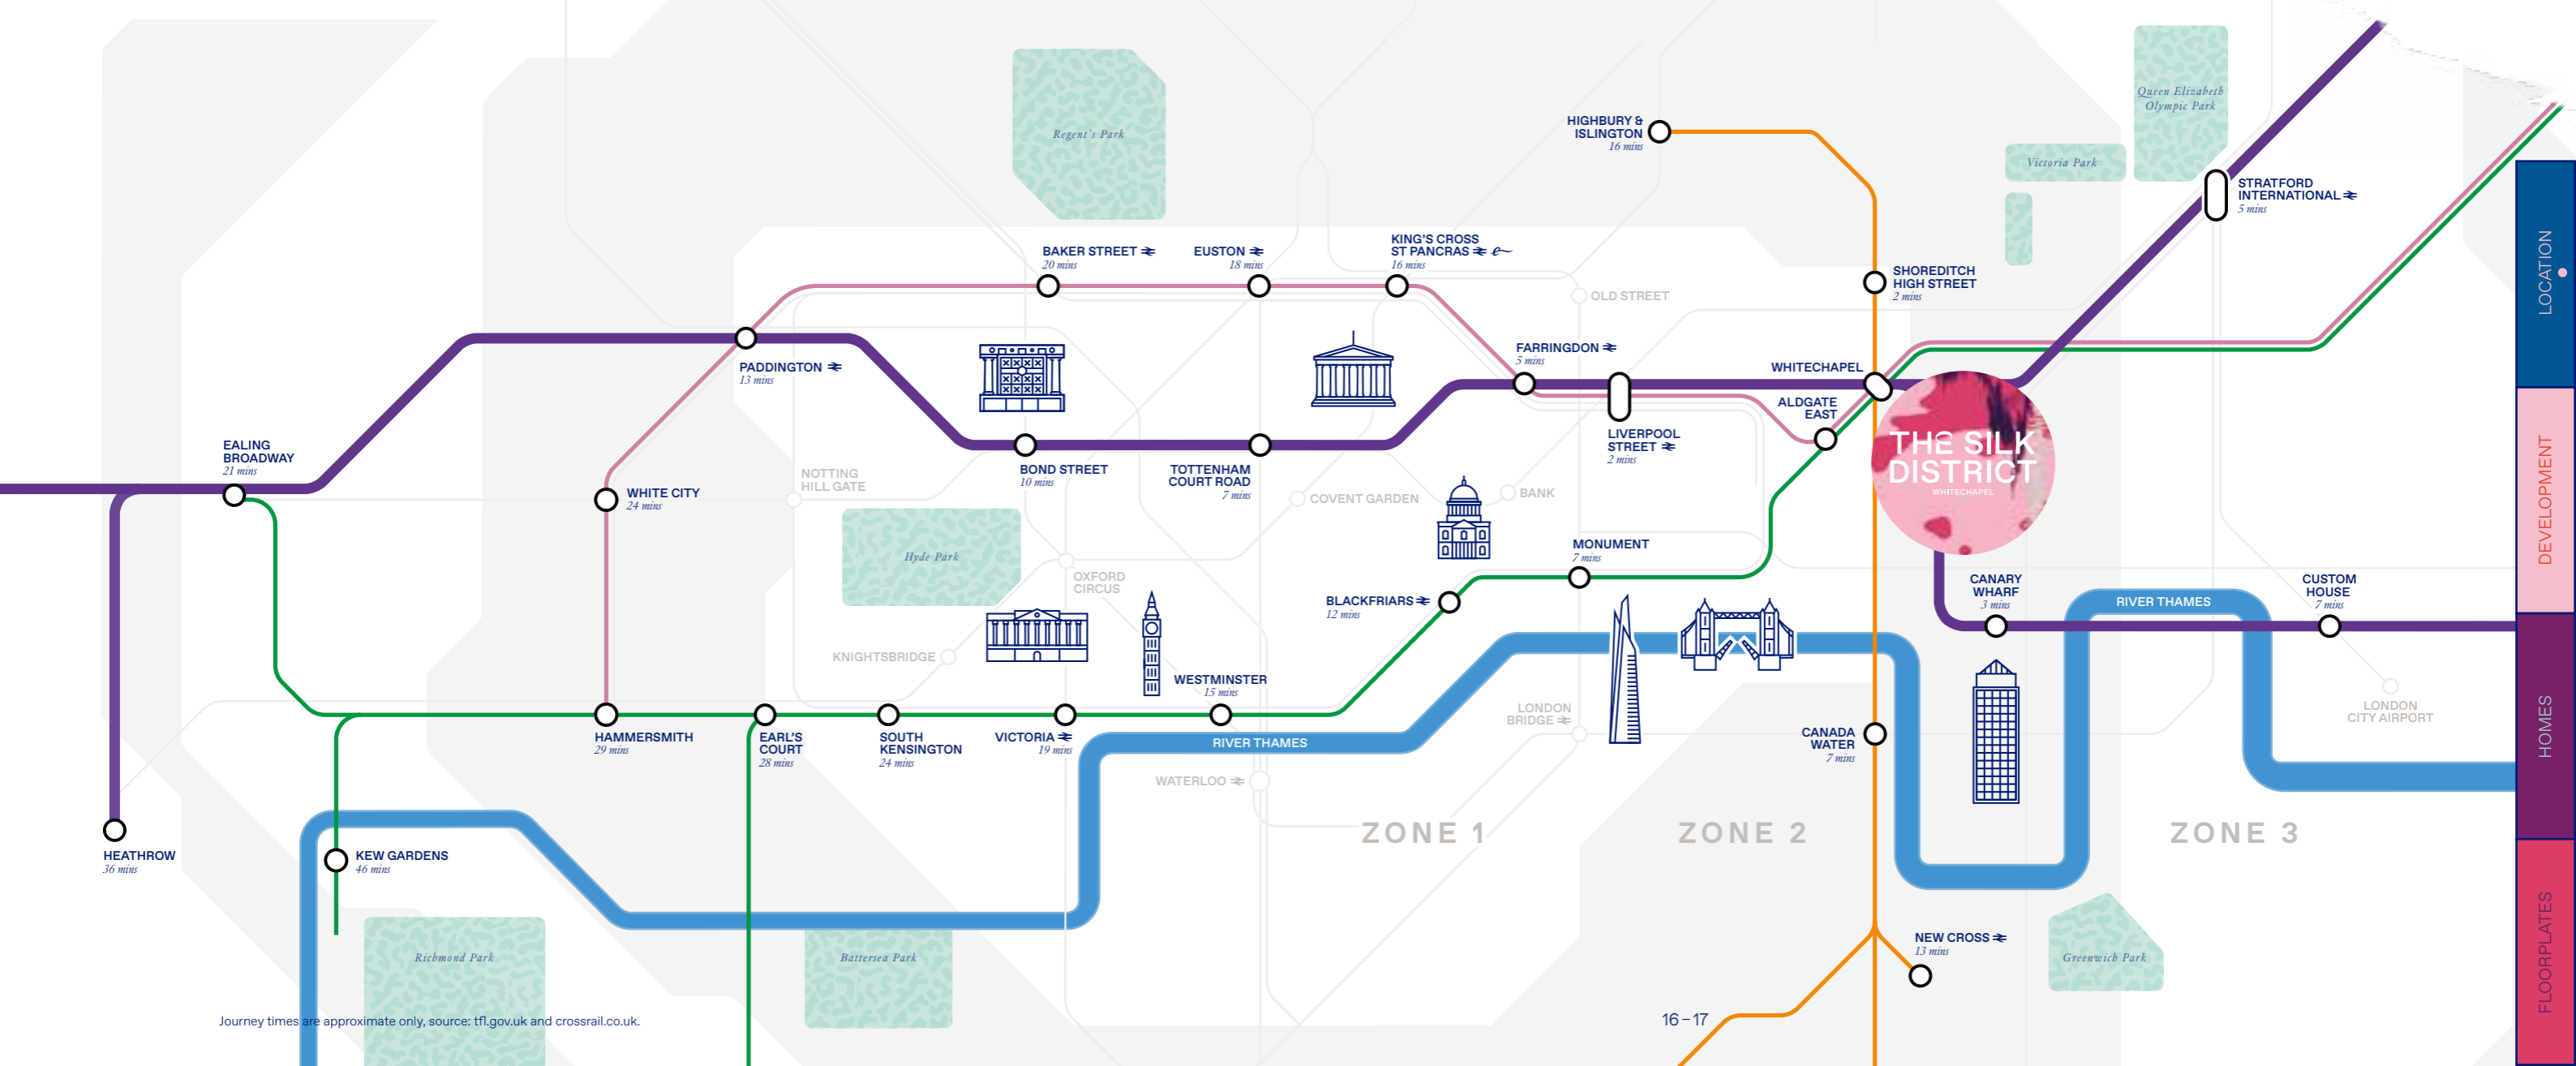 Queen Elizabeth
Olympic Park
Regent's Park
HIGHBURY &
ISLINGTON
16 mins
Victoria Park
STRATFORD
INTERNATIONAL
5 mins
KING'S CROSS
ST PANCRAS
16 mins
BAKER STREET
20 mins
EUSTON
18 mins
OLD STREET
SHOREDITCH
HIGH STREET
2 mins
LOCATION
PADDINGTON
13 mins
FARRINGDON
5 mins
WHITECHAPEL
ALDGATE
EAST
LIVERPOOL
STREET
2 mins
EALING
BROADWAY
21 mins
THE SILK
DISTRICT
WHITECHAPEL
WHITE CITY
24 mins
NOTTING
HILL GATE
BOND STREET
10 mins
TOTTENHAM
COURT ROAD
7 mins
COVENT GARDEN
BANK
DEVELOPMENT
Hyde Park
OXFORD
CIRCUS
MONUMENT
7 mins
BLACKFRIARS
12 mins
CANARY
WHARF
3 mins
RIVER THAMES
CUSTOM
HOUSE
7 mins
KNIGHTSBRIDGE
WESTMINSTER
15 mins
LONDON
BRIDGE
LONDON
CITY AIRPORT
HAMMERSMITH
29 mins
EARL'S
COURT
28 mins
SOUTH
KENSINGTON
24 mins
VICTORIA
19 mins
RIVER THAMES
CANADA
WATER
7 mins
HOMES
WATERLOO
ZONE 1
ZONE 2
ZONE 3
HEATHROW
36 mins
KEW GARDENS
46 mins
Richmond Park
Battersea Park
NEW CROSS
13 mins
Greenwich Park
FLOORPLATES
Journey times are approximate only, source: tfl.gov.uk and crossrail.co.uk.
16–17